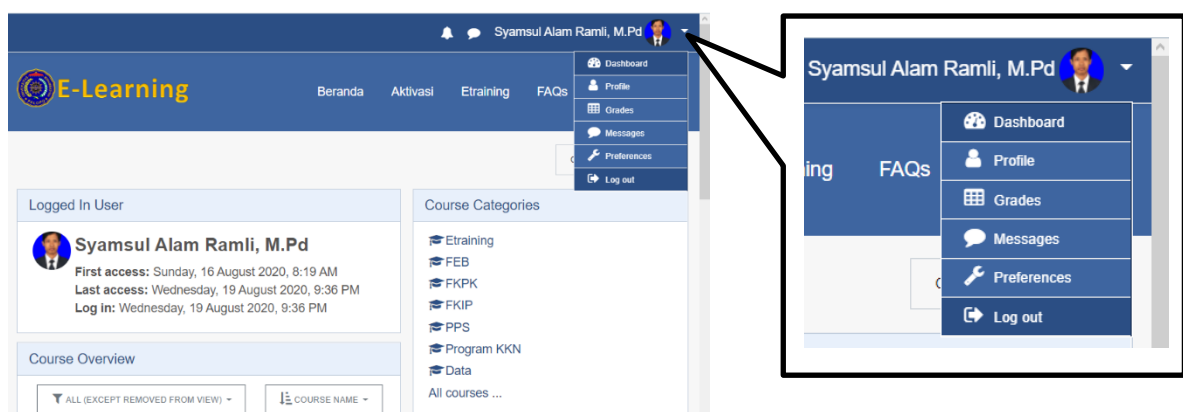 Syamsul Alam Ramli, M.Pd
E-Learning
Beranda Aktivasi Etraining FAQs
Dashboard
Profile
Grades
Messages
Preferences
Log out
Logged In User
Syamsul Alam Ramli, M.Pd
First access: Sunday, 16 August 2020, 8:19 AM
Last access: Wednesday, 19 August 2020, 9:36 PM
Log in: Wednesday, 19 August 2020, 9:36 PM
Course Overview
ALL (EXCEPT REMOVED FROM VIEW) COURSE NAME
Course Categories
Etraining
FEB
FKPK
FKIP
PPS
Program KKN
Data
All courses ...
Syamsul Alam Ramli, M.Pd
ing FAQs
Dashboard
Profile
Grades
Messages
Preferences
Log out